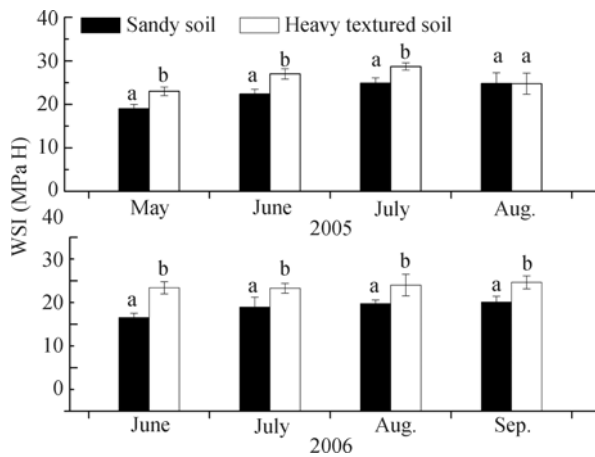 40
Sandy soil
Heavy textured soil
30
20
10
0
a b a b a b a a
May June July Aug.
2005
WSI (MPa H)
40
30
20
10
0
a b a b a b a b
June July Aug. Sep.
2006